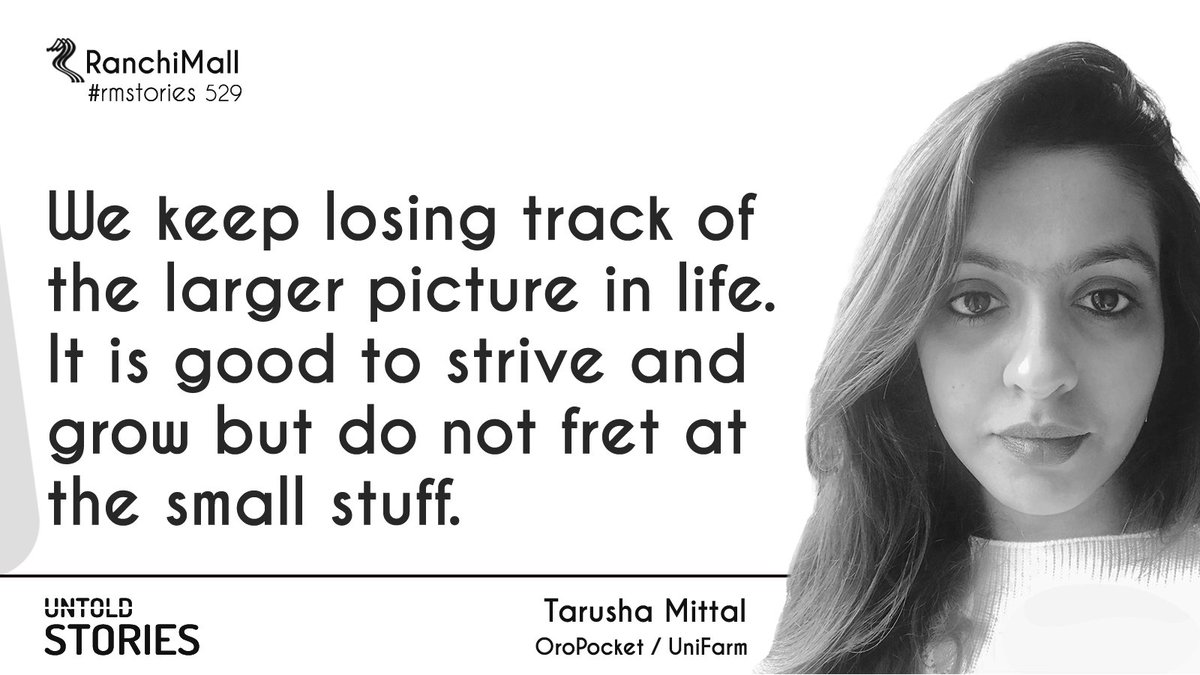 RanchiMall
#rmstories 529
We keep losing track of
the larger picture in life.
It is good to strive and
grow but do not fret at
the small stuff.
UNTOLD
STORIES
Tarusha Mittal
OroPocket / UniFarm